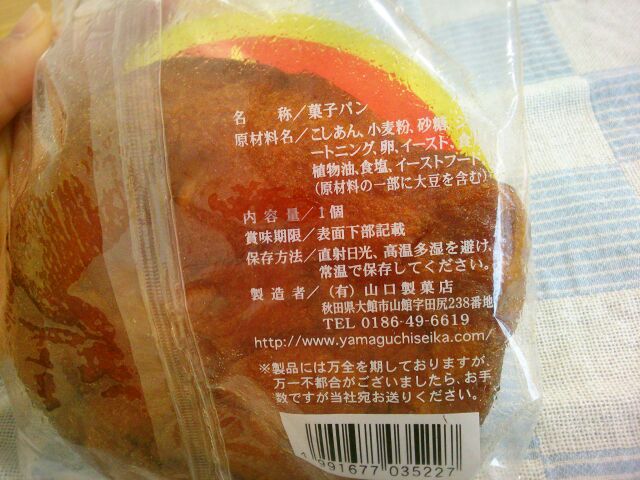 名 称/菓子パン
原材料名/こしあん、小麦粉、砂糖、
ートニング、卵、イースト、
植物油、食塩、イーストフード
(原材料の一部に大豆を含む)
内容量/1個
賞味期限/表面下部記載
保存方法/直射日光、高温多湿を避け、
常温で保存してください。
製造者/(有)山口製菓店
秋田県大館市山館字田尻238番地
TEL 0186-49-6619
http://www.yamaguchiseika.com/
※製品には万全を期しておりますが、
万一不都合がございましたら、お手
数ですが当社宛お送りください。
4 991677 035227